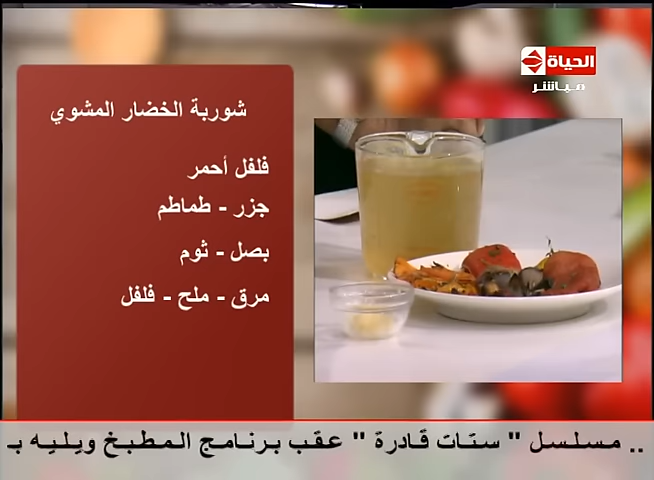 الحياة
مباشر
شوربة الخضار المشوي
فلفل أحمر
جزر - طماطم
بصل - ثوم
مرق - ملح - فلفل
.. مسلسل " ستات قادرة " عقب برنامج المطبخ ويليه بـ